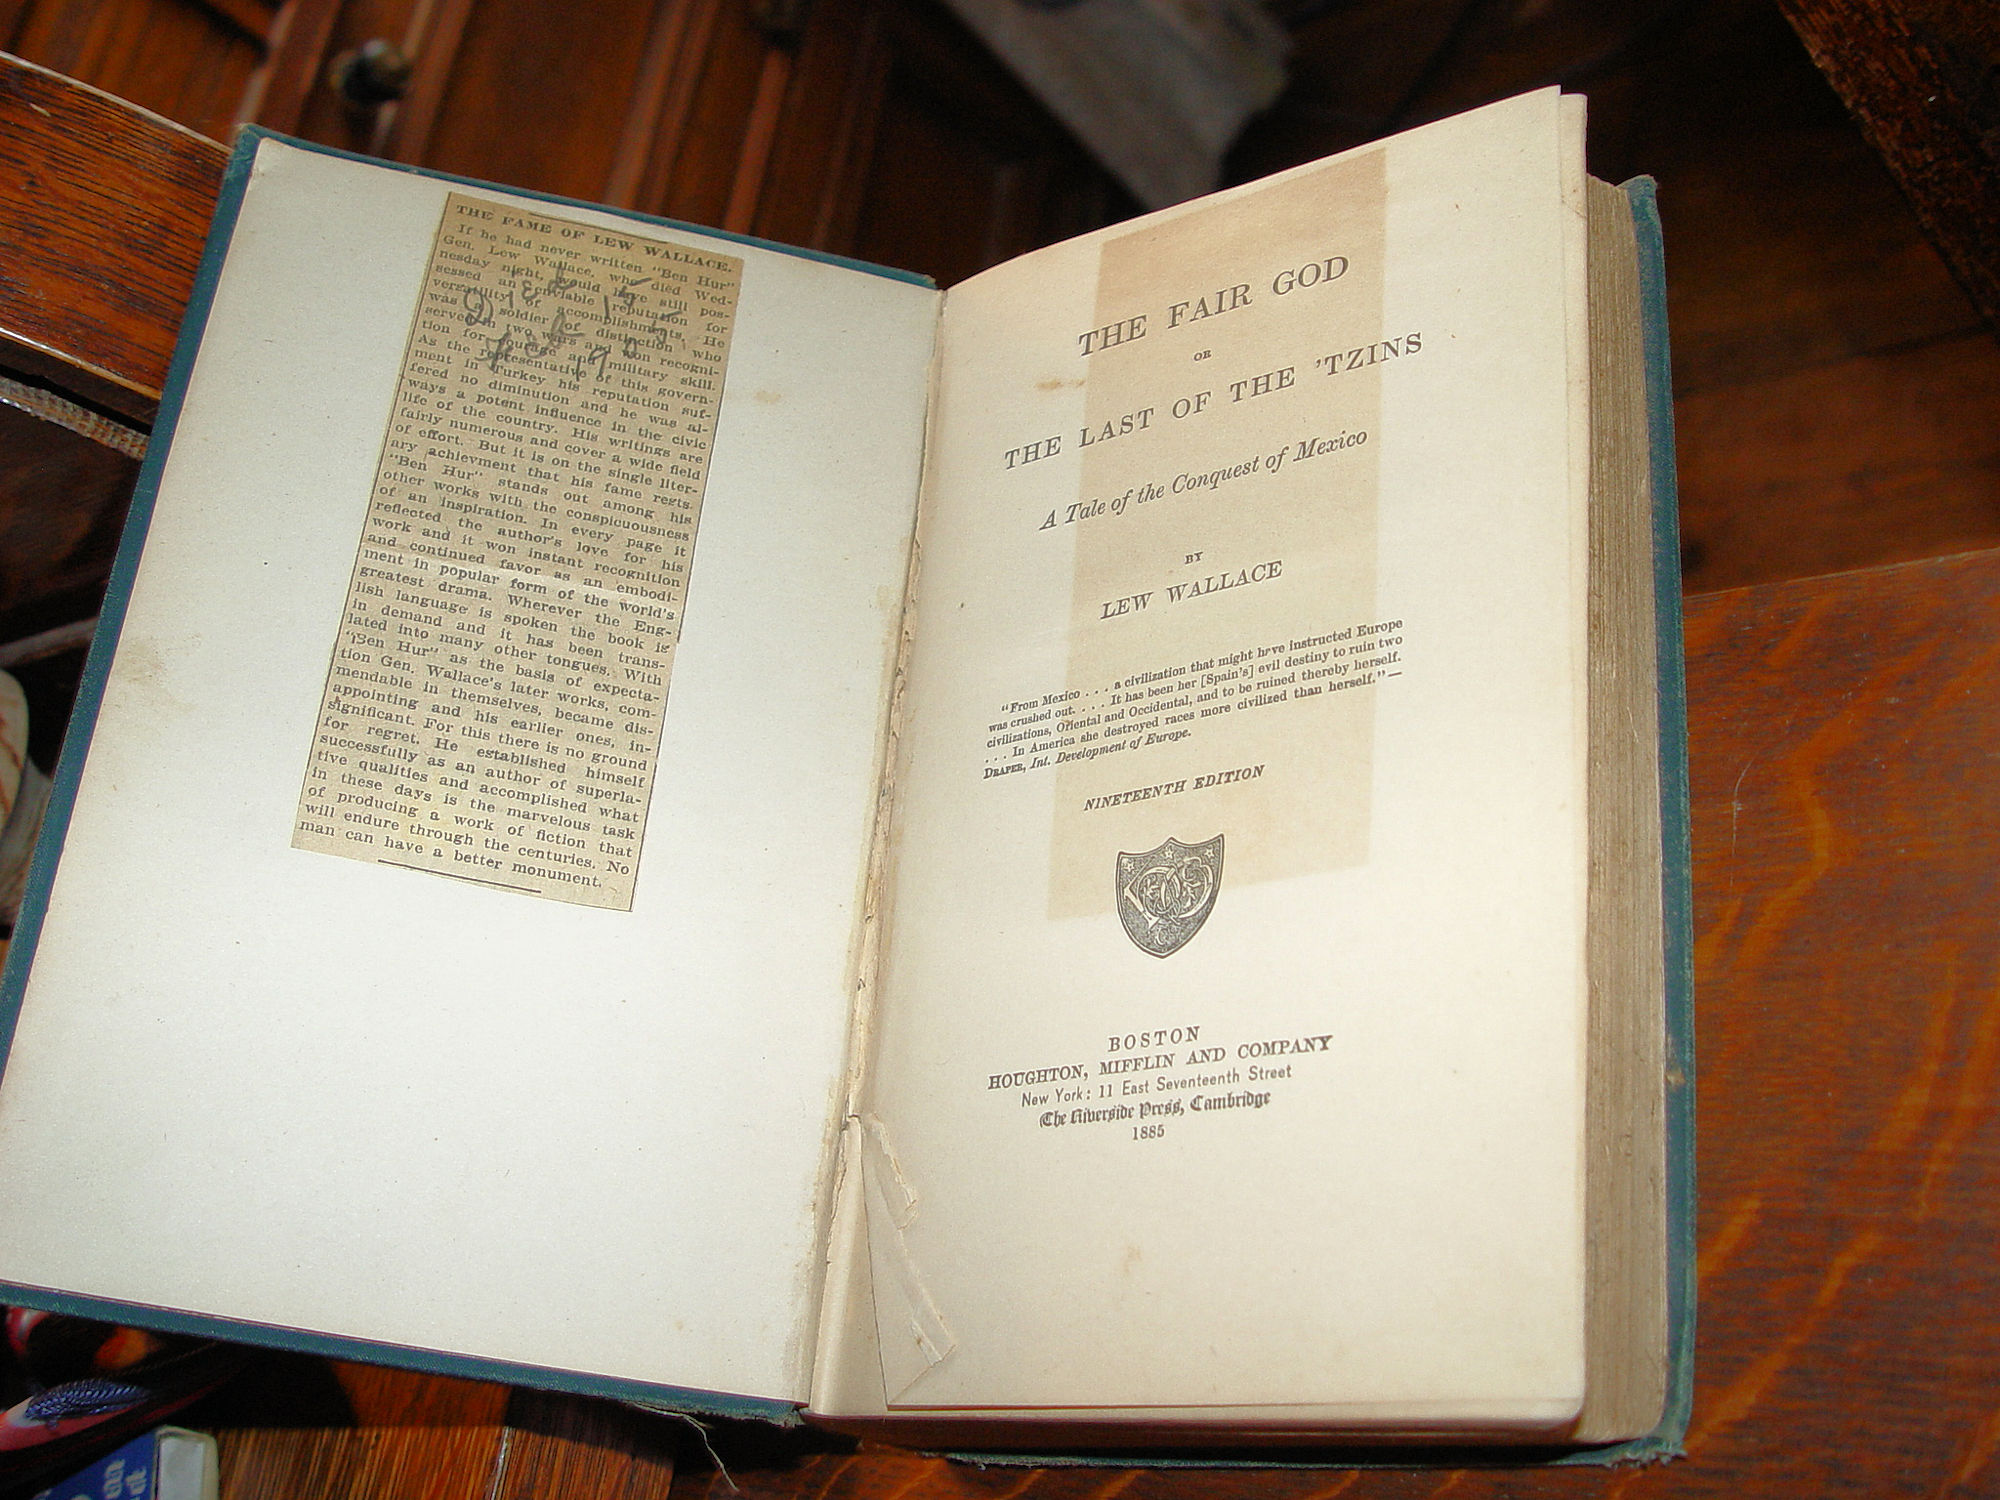 THE FAME OF LEW WALLACE.
If he had never written "Ben Hur"
Gen. Lew Wallace, who died Wed-
nesday night, would have still pos-
sessed an enviable reputation for
versatility of accomplishments. He
was a soldier of distinction who
served in two wars and won recogni-
tion for courage and military skill.
As the representative of this govern-
ment in Turkey his reputation suf-
fered no diminution and he was al-
ways a potent influence in the civic
life of the country. His writings are
fairly numerous and cover a wide field
of effort. But it is on the single liter-
ary achievment that his fame rests.
"Ben Hur" stands out among his
other works with the conspicuousness
of an inspiration. In every page it
reflected the author's love for his
work and it won instant recognition
and continued favor as an embodi-
ment in popular form of the world's
greatest drama. Wherever the Eng-
lish language is spoken the book is
in demand and it has been trans-
lated into many other tongues. With
"Ben Hur" as the basis of expecta-
tion Gen. Wallace's later works, com-
mendable in themselves, became dis-
appointing and his earlier ones, in-
significant. For this there is no ground
for regret. He established himself
successfully as an author of superla-
tive qualities and accomplished what
in these days is the marvelous task
of producing a work of fiction that
will endure through the centuries. No
man can have a better monument.
Died 15
Feb 1905
THE FAIR GOD
OR
THE LAST OF THE 'TZINS
A Tale of the Conquest of Mexico
BY
LEW WALLACE
"From Mexico . . . a civilization that might have instructed Europe
was crushed out. . . . It has been her [Spain's] evil destiny to ruin two
civilizations, Oriental and Occidental, and to be ruined thereby herself.
. . . . In America she destroyed races more civilized than herself." —
DRAPER, Int. Development of Europe.
NINETEENTH EDITION
BOSTON
HOUGHTON, MIFFLIN AND COMPANY
New York: 11 East Seventeenth Street
The Riverside Press, Cambridge
1885